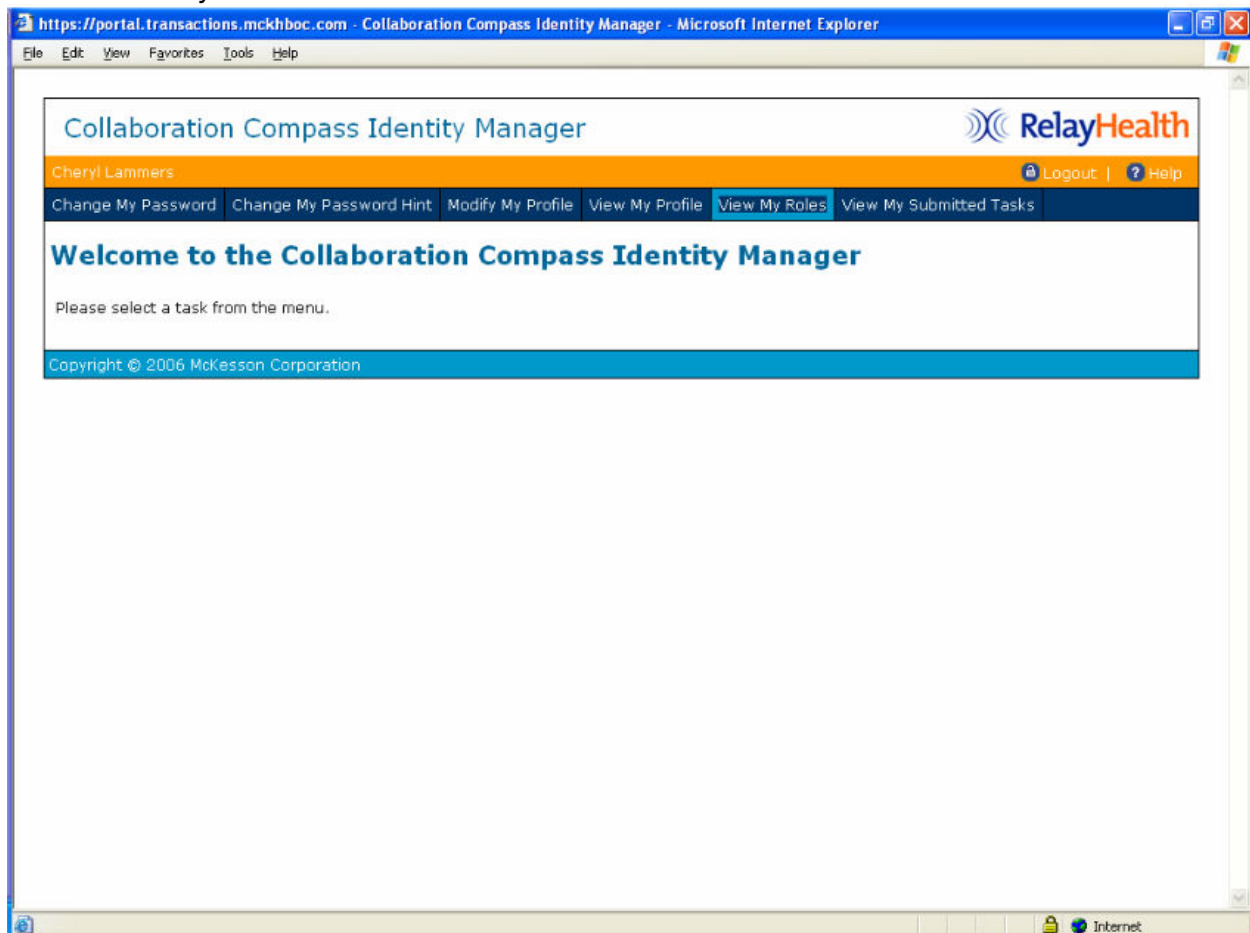 https://portal.transactions.mckhboc.com - Collaboration Compass Identity Manager - Microsoft Internet Explorer
File Edit View Favorites Tools Help
Collaboration Compass Identity Manager RelayHealth
Cheryl Lammers Logout | ? Help
Change My Password Change My Password Hint Modify My Profile View My Profile View My Roles View My Submitted Tasks
Welcome to the Collaboration Compass Identity Manager
Please select a task from the menu.
Copyright © 2006 McKesson Corporation
Internet